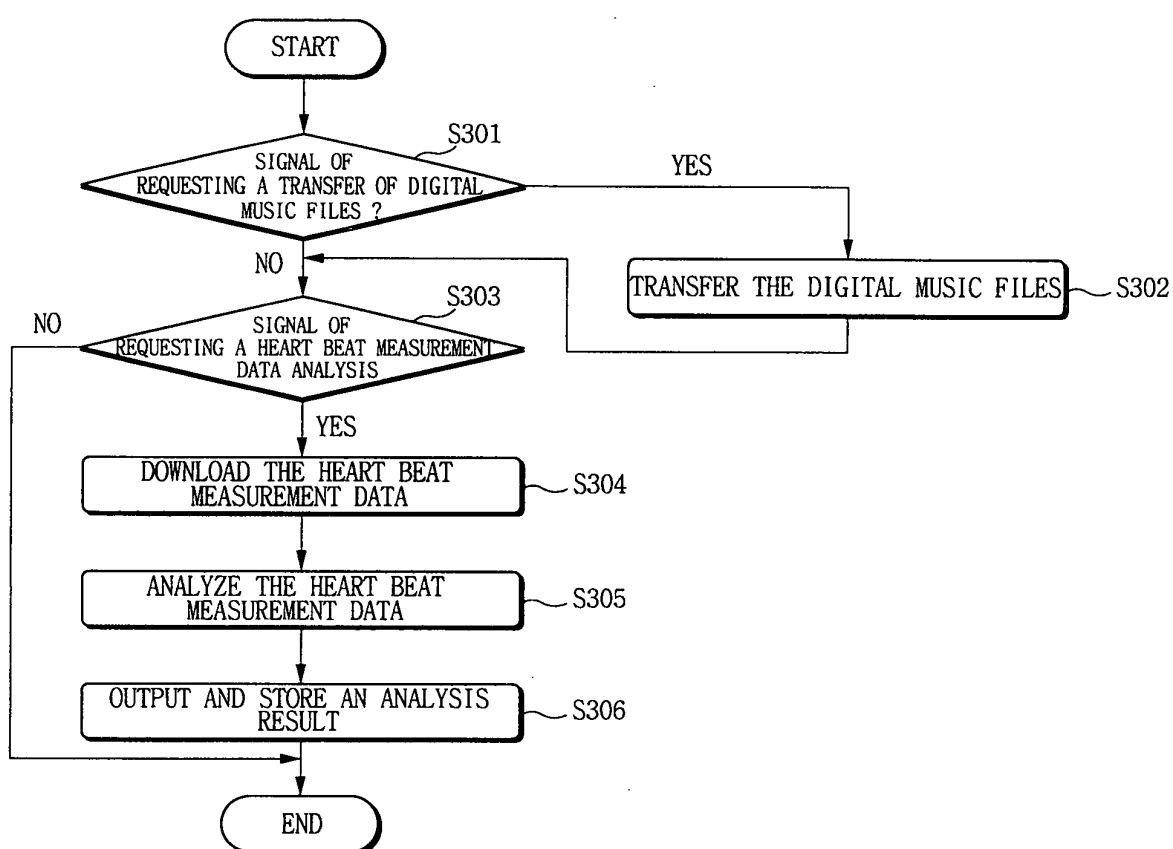 START
S301
SIGNAL OF
REQUESTING A TRANSFER OF DIGITAL
MUSIC FILES ?
YES
NO
TRANSFER THE DIGITAL MUSIC FILES
S302
S303
NO
SIGNAL OF
REQUESTING A HEART BEAT MEASUREMENT
DATA ANALYSIS
YES
DOWNLOAD THE HEART BEAT
MEASUREMENT DATA
S304
ANALYZE THE HEART BEAT
MEASUREMENT DATA
S305
OUTPUT AND STORE AN ANALYSIS
RESULT
S306
END